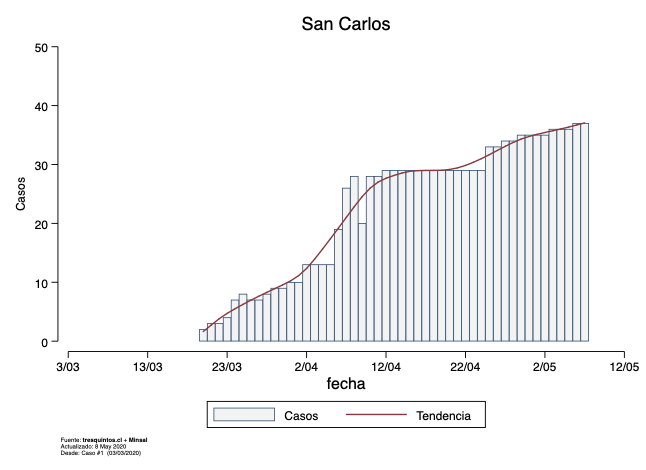 San Carlos
50
40
30
20
10
0
Casos
3/03 13/03 23/03 2/04 12/04 22/04 2/05 12/05
fecha
Casos Tendencia
Fuente: tresquintos.cl + Minsal
Actualizado: 8 May 2020
Desde: Caso #1 (03/03/2020)